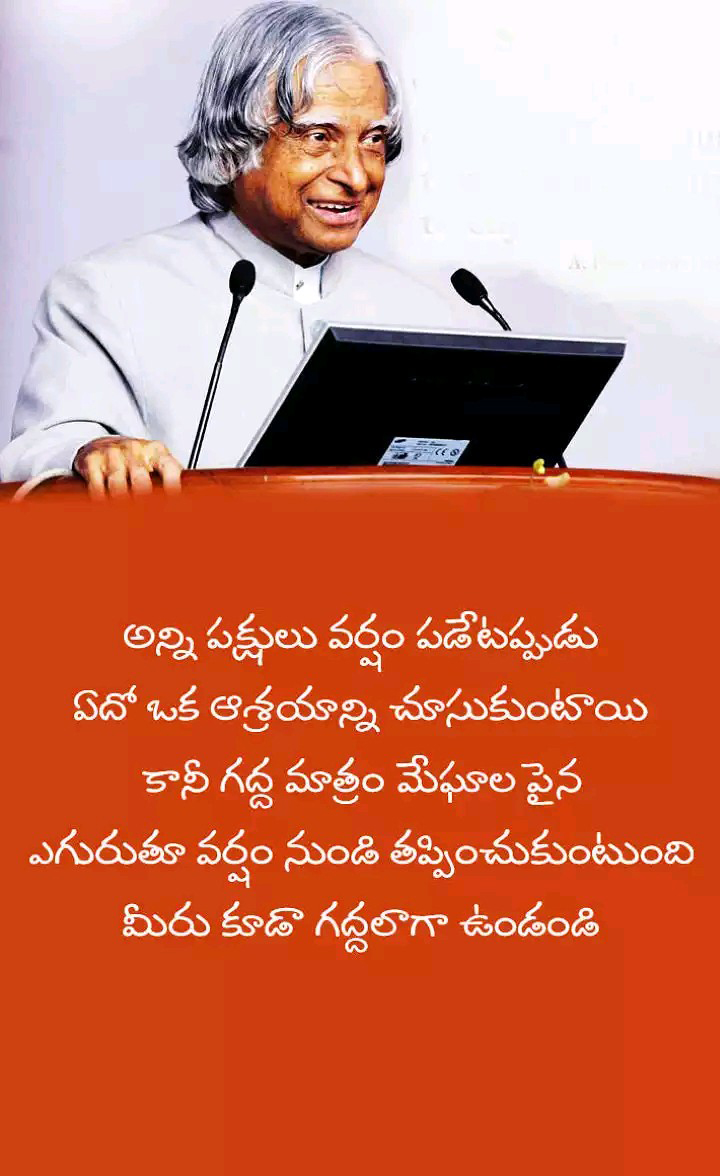 అన్ని పక్షులు వర్షం పడేటప్పుడు
ఏదో ఒక ఆశ్రయాన్ని చూసుకుంటాయి
కానీ గద్ద మాత్రం మేఘాల పైన
ఎగురుతూ వర్షం నుండి తప్పించుకుంటుంది
మీరు కూడా గద్దలాగా ఉండండి